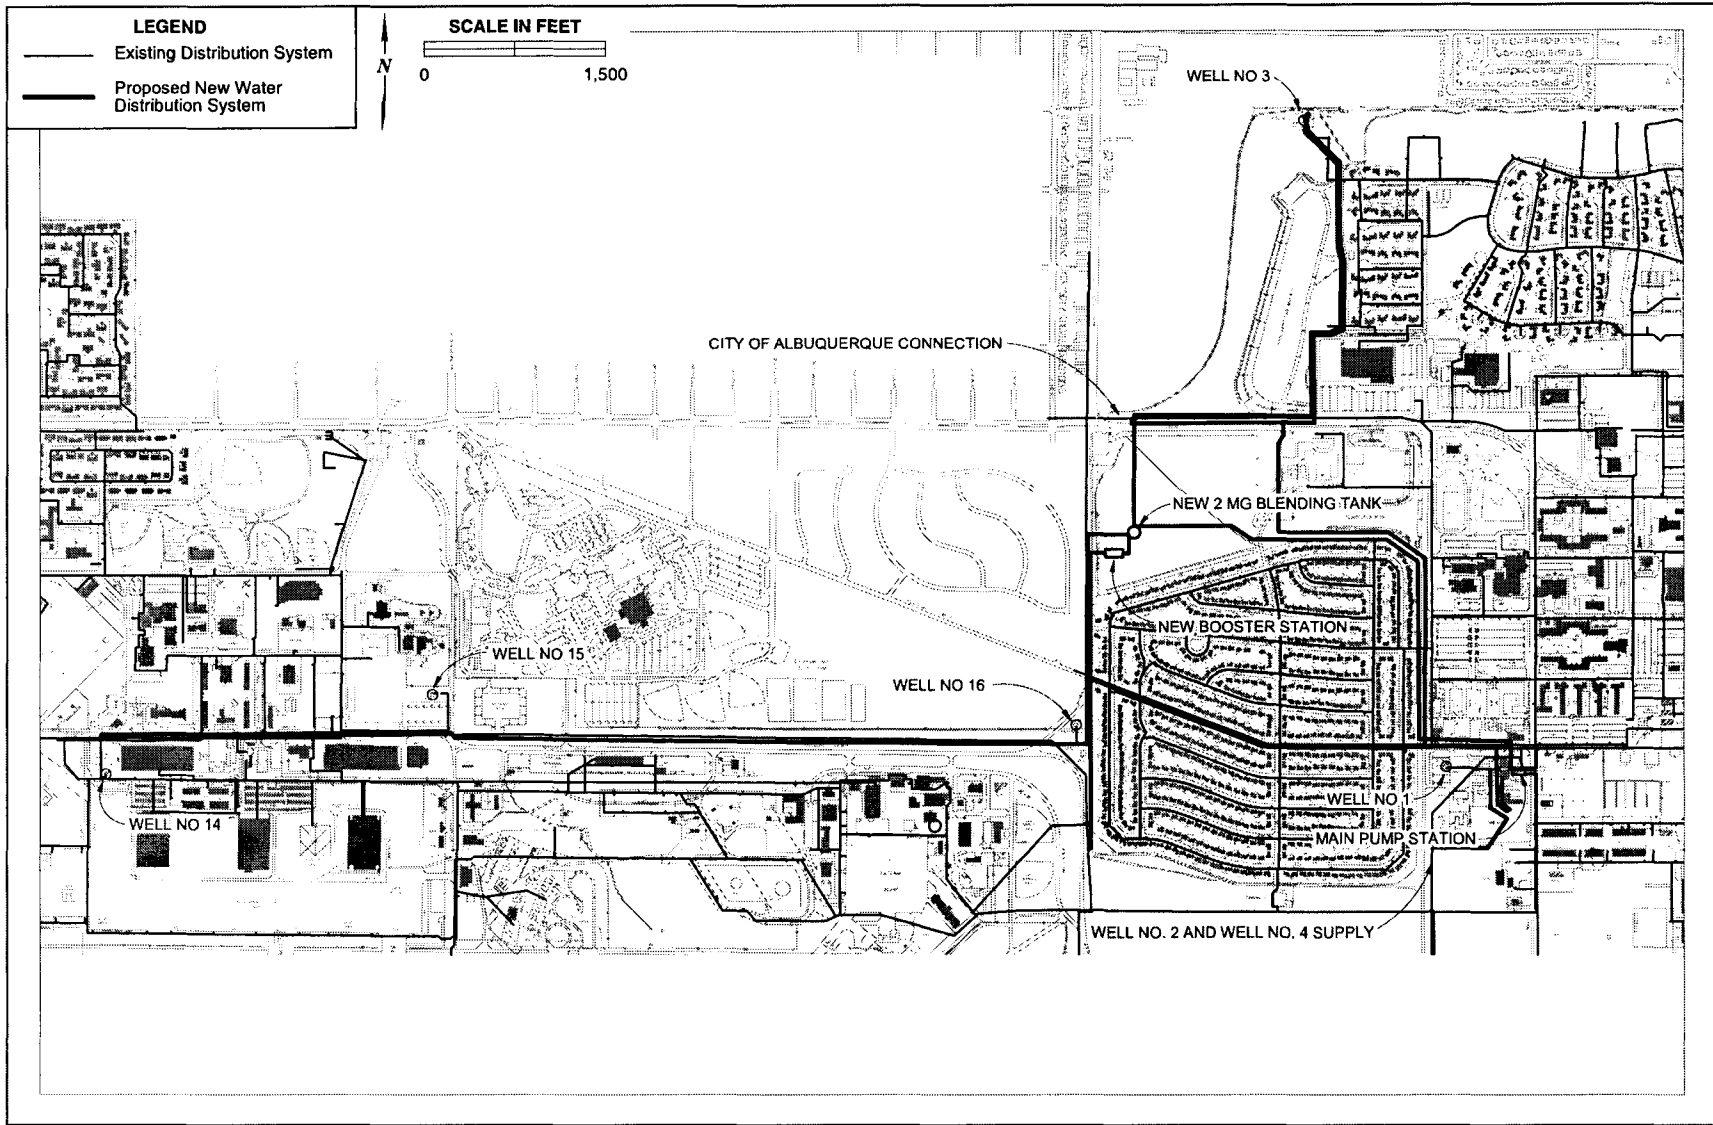 LEGEND
Existing Distribution System
Proposed New Water
Distribution System
N
SCALE IN FEET
0
1,500
WELL NO 3
CITY OF ALBUQUERQUE CONNECTION
NEW 2 MG BLENDING TANK
NEW BOOSTER STATION
WELL NO 15
WELL NO 16
WELL NO 1
WELL NO 14
MAIN PUMP STATION
WELL NO. 2 AND WELL NO. 4 SUPPLY